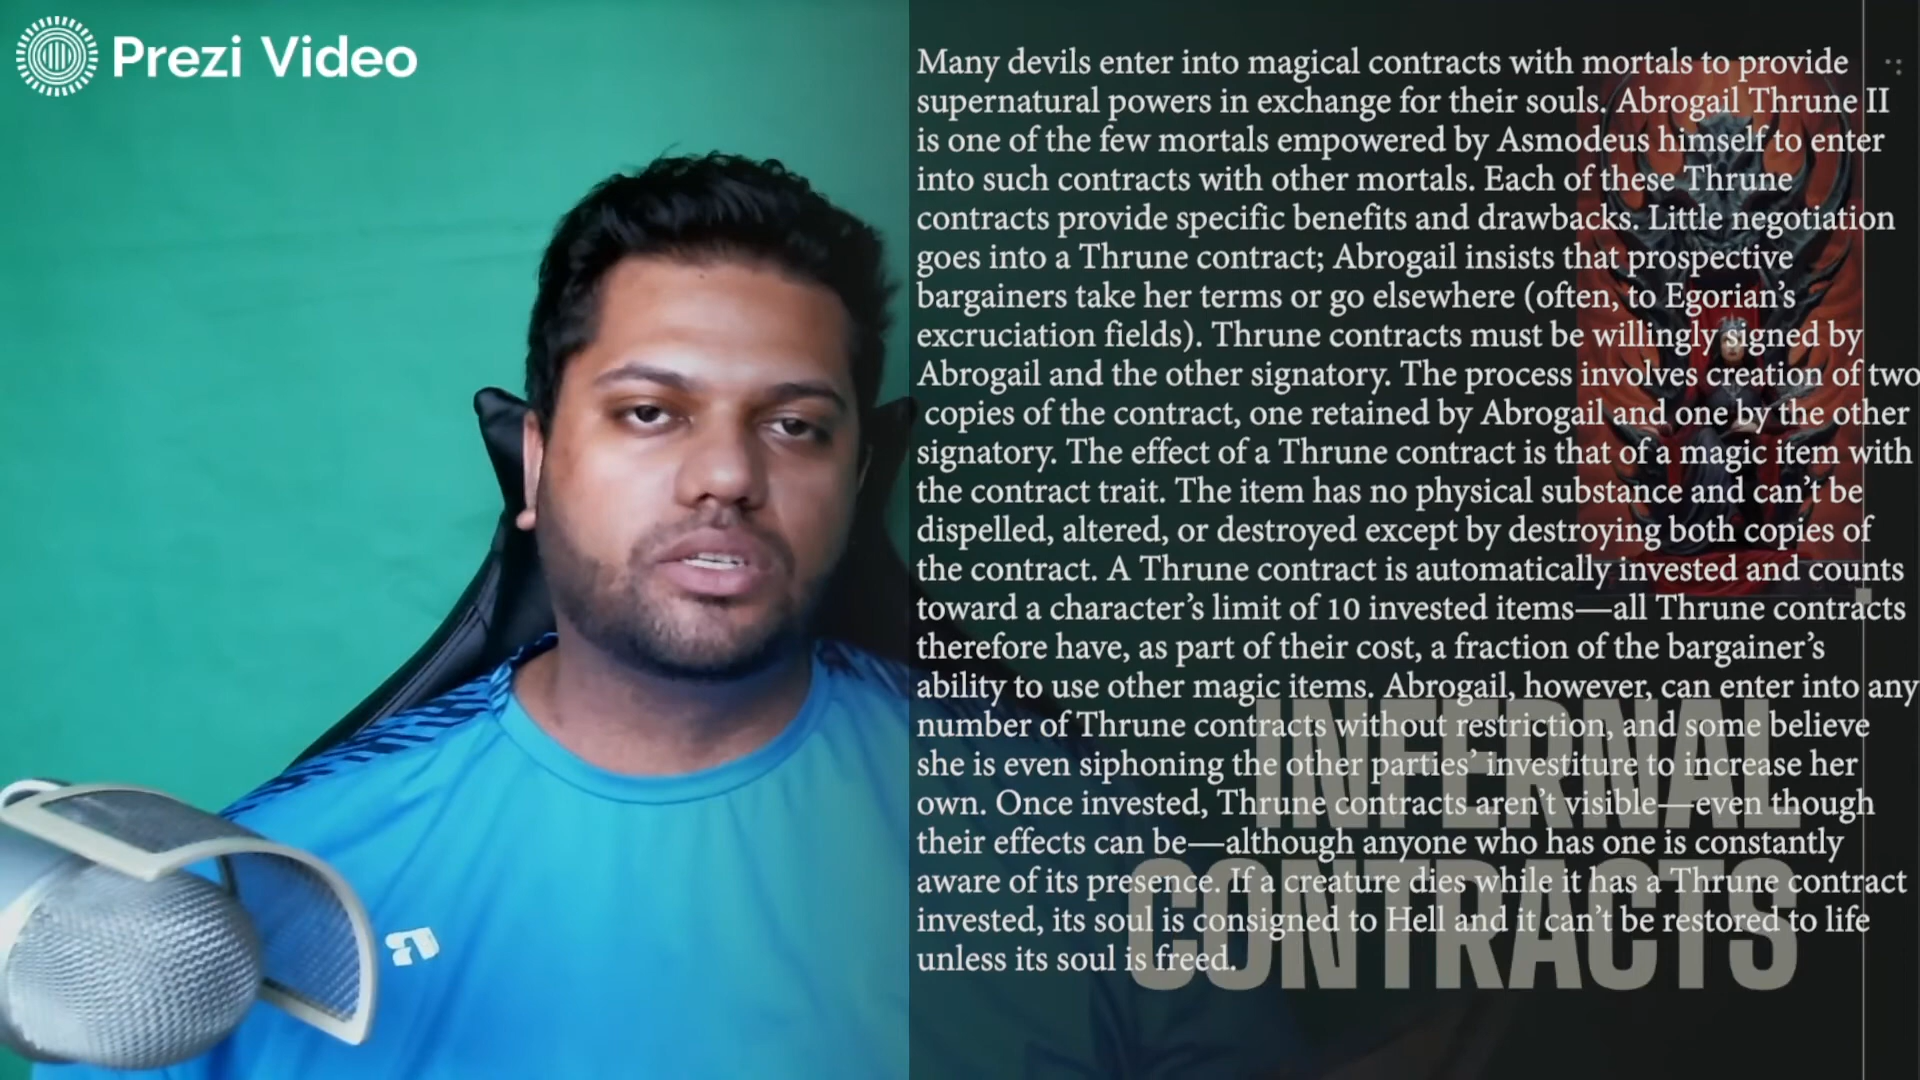 Prezi Video
Many devils enter into magical contracts with mortals to provide
supernatural powers in exchange for their souls. Abrogail Thrune II
is one of the few mortals empowered by Asmodeus himself to enter
into such contracts with other mortals. Each of these Thrune
contracts provide specific benefits and drawbacks. Little negotiation
goes into a Thrune contract; Abrogail insists that prospective
bargainers take her terms or go elsewhere (often, to Egorian’s
excruciation fields). Thrune contracts must be willingly signed by
Abrogail and the other signatory. The process involves creation of two
copies of the contract, one retained by Abrogail and one by the other
signatory. The effect of a Thrune contract is that of a magic item with
the contract trait. The item has no physical substance and can’t be
dispelled, altered, or destroyed except by destroying both copies of
the contract. A Thrune contract is automatically invested and counts
toward a character’s limit of 10 invested items—all Thrune contracts
therefore have, as part of their cost, a fraction of the bargainer’s
ability to use other magic items. Abrogail, however, can enter into any
number of Thrune contracts without restriction, and some believe
she is even siphoning the other parties’ investiture to increase her
own. Once invested, Thrune contracts aren’t visible—even though
their effects can be—although anyone who has one is constantly
aware of its presence. If a creature dies while it has a Thrune contract
invested, its soul is consigned to Hell and it can’t be restored to life
unless its soul is freed.
INFERNAL
CONTRACTS